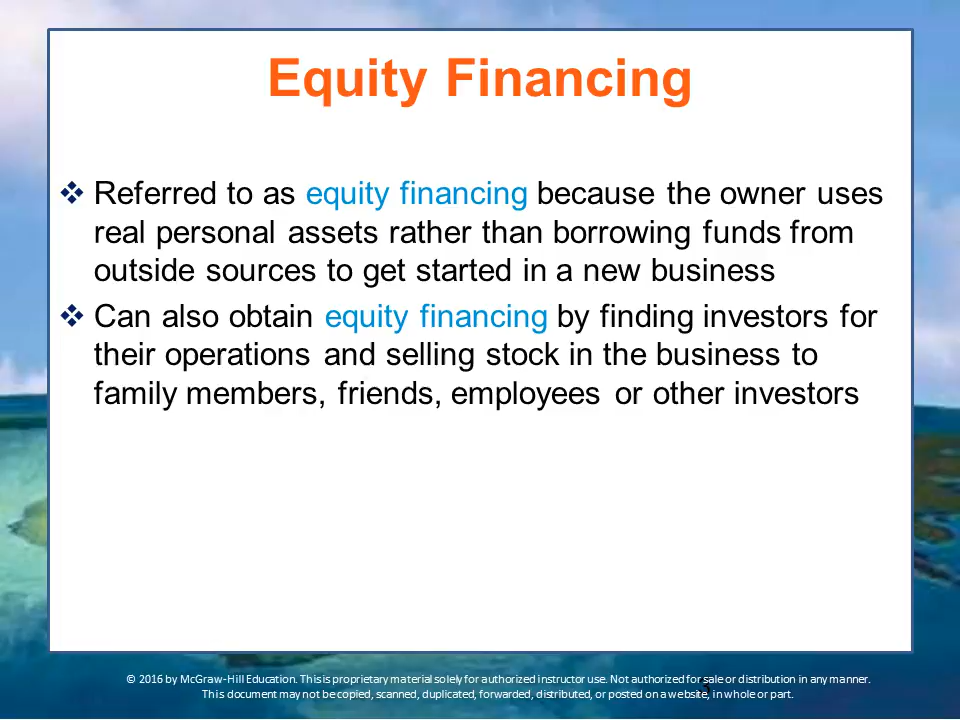 Equity Financing
❖ Referred to as equity financing because the owner uses
real personal assets rather than borrowing funds from
outside sources to get started in a new business
❖ Can also obtain equity financing by finding investors for
their operations and selling stock in the business to
family members, friends, employees or other investors
© 2016 by McGraw-Hill Education. This is proprietary material solely for authorized instructor use. Not authorized for sale or distribution in any manner.
This document may not be copied, scanned, duplicated, forwarded, distributed, or posted on a website, in whole or part.